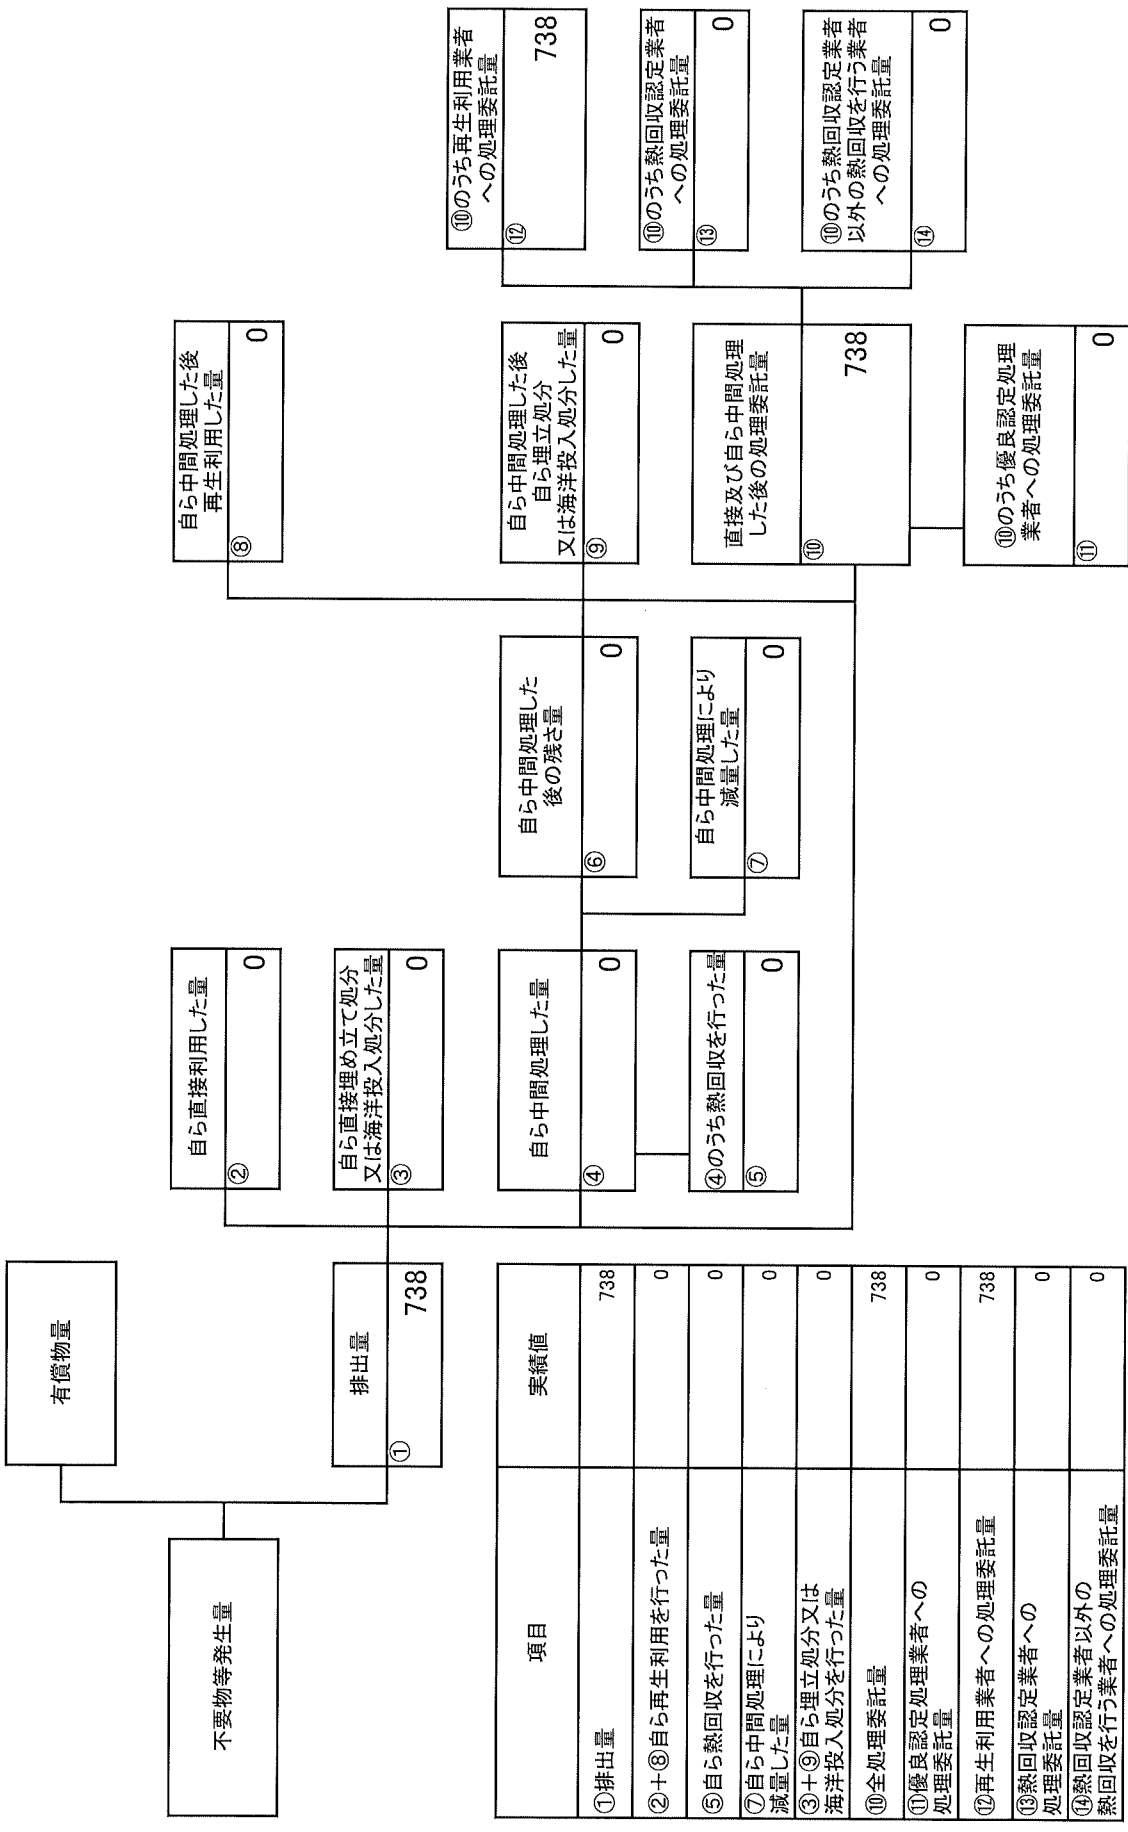 不要物等発生量
有償物量
排出量
①
738
自ら直接利用した量
②
0
自ら直接埋め立て処分
又は海洋投入処分した量
③
0
自ら中間処理した量
④
0
④のうち熱回収を行った量
⑤
0
自ら中間処理した
後の残さ量
⑥
0
自ら中間処理により
減量した量
⑦
0
自ら中間処理した後
再生利用した量
⑧
0
自ら中間処理した後
自ら埋立処分
又は海洋投入処分した量
⑨
0
直接及び自ら中間処理
した後の処理委託量
⑩
738
⑩のうち優良認定処理
業者への処理委託量
⑪
0
⑩のうち再生利用業者
への処理委託量
⑫
738
⑩のうち熱回収認定業者
への処理委託量
⑬
0
⑩のうち熱回収認定業者
以外の熱回収を行う業者
への処理委託量
⑭
0
項目 実績値
①排出量 738
②+⑧自ら再生利用を行った量 0
⑤自ら熱回収を行った量 0
⑦自ら中間処理により
減量した量 0
③+⑨自ら埋立処分又は
海洋投入処分を行った量 0
⑩全処理委託量 738
⑪優良認定処理業者への
処理委託量 0
⑫再生利用業者への処理委託量 738
⑬熱回収認定業者への
処理委託量 0
⑭熱回収認定業者以外の
熱回収を行う業者への処理委託量 0